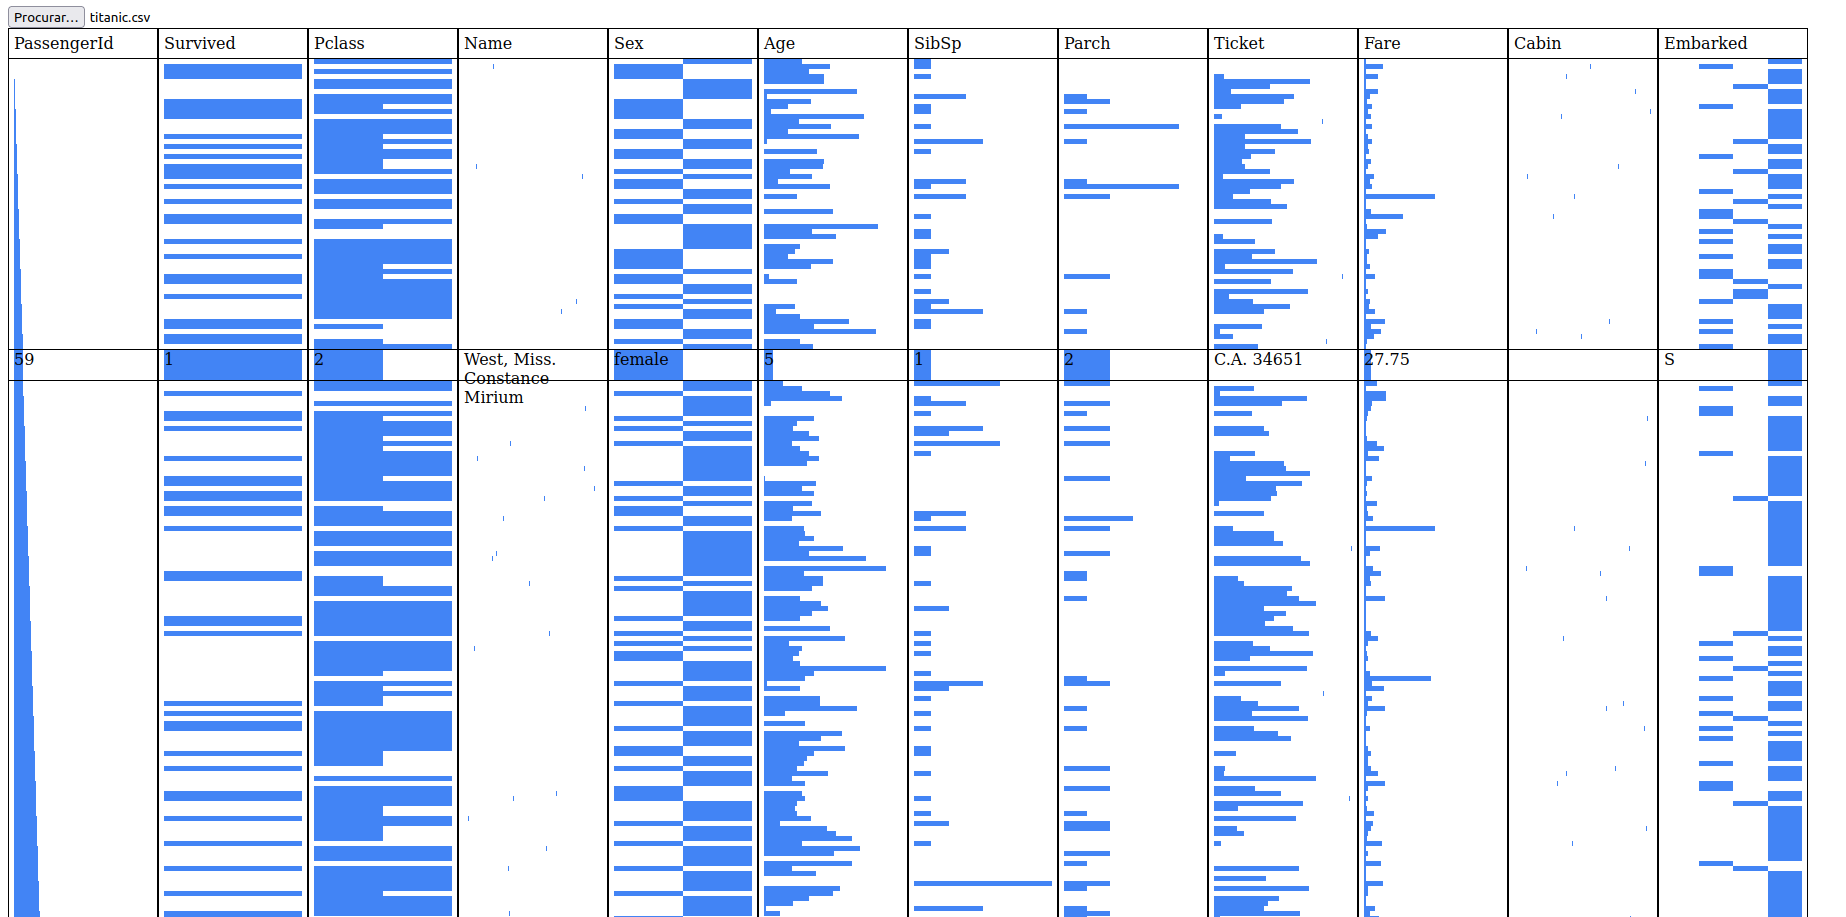 Procurar... titanic.csv
PassengerId Survived Pclass Name Sex Age SibSp Parch Ticket Fare Cabin Embarked
59 1 2 West, Miss. female 5 1 2 C.A. 34651 27.75 S
Constance
Mirium